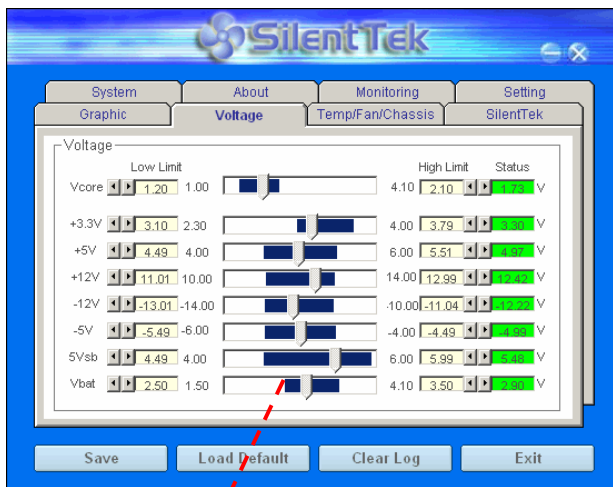 SilentTek
System About Monitoring Setting
Graphic Voltage Temp/Fan/Chassis SilentTek
Voltage
Low Limit High Limit Status
Vcore 1.20 1.00 4.10 2.10 1.73 V
+3.3V 3.10 2.30 4.00 3.79 3.30 V
+5V 4.49 4.00 6.00 5.51 4.97 V
+12V 11.01 10.00 14.00 12.99 12.42 V
-12V -13.01 -14.00 -10.00 -11.04 -12.22 V
-5V -5.49 -6.00 -4.00 -4.49 -4.99 V
5Vsb 4.49 4.00 6.00 5.99 5.48 V
Vbat 2.50 1.50 4.10 3.50 2.90 V
Save Load Default Clear Log Exit